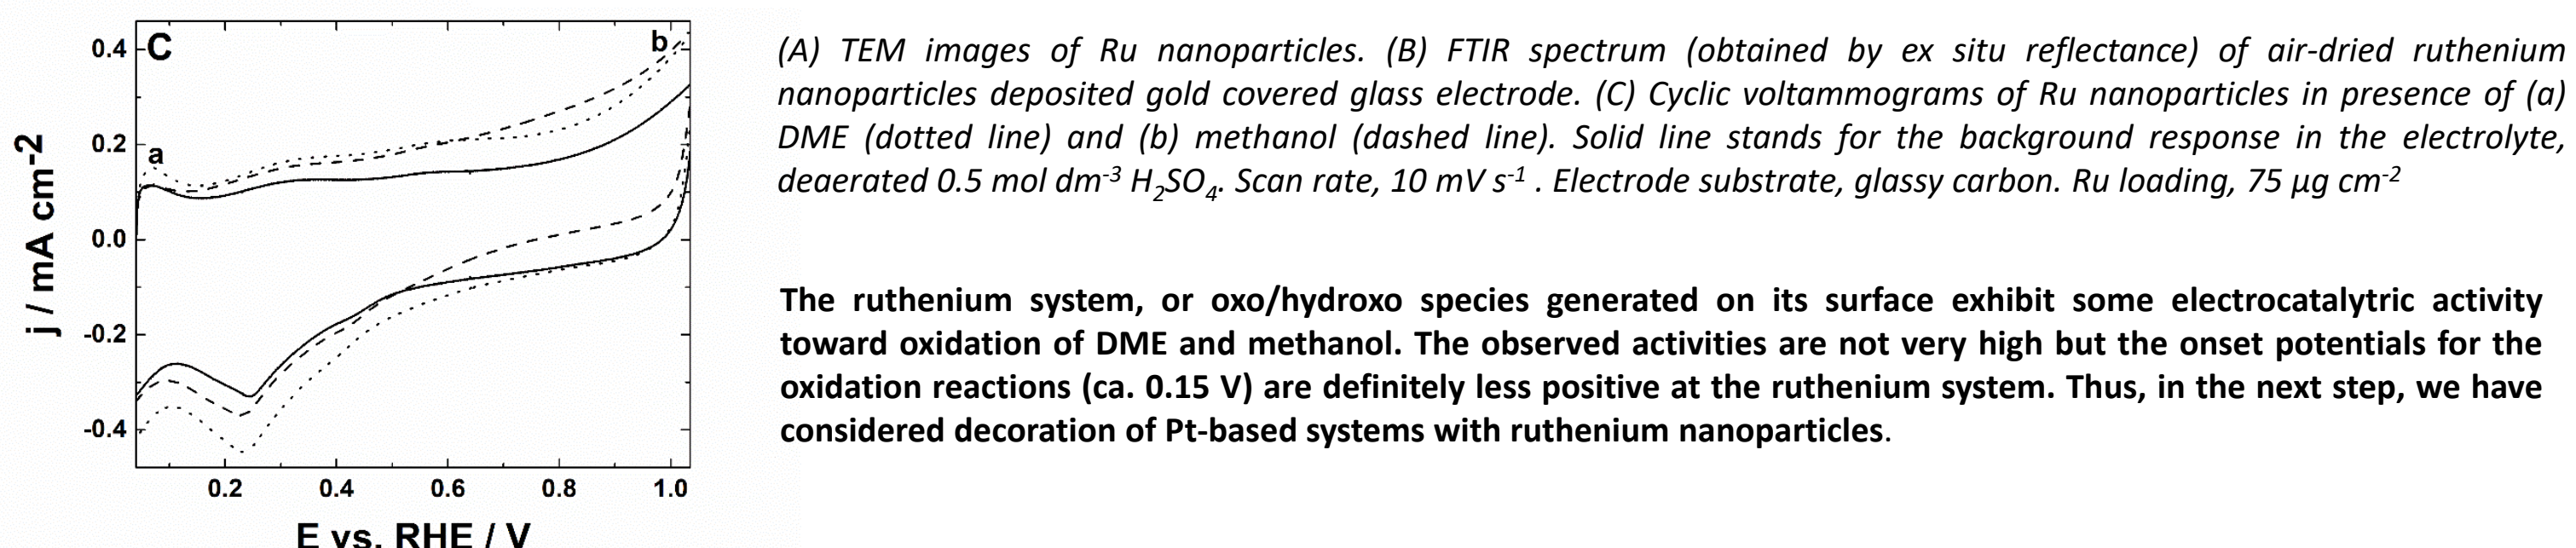 C
b
a
0.4
0.2
0.0
-0.2
-0.4
j / mA cm-2
0.2 0.4 0.6 0.8 1.0
E vs. RHE / V
(A) TEM images of Ru nanoparticles. (B) FTIR spectrum (obtained by ex situ reflectance) of air-dried ruthenium
nanoparticles deposited gold covered glass electrode. (C) Cyclic voltammograms of Ru nanoparticles in presence of (a)
DME (dotted line) and (b) methanol (dashed line). Solid line stands for the background response in the electrolyte,
deaerated 0.5 mol dm-3 H2SO4. Scan rate, 10 mV s-1 . Electrode substrate, glassy carbon. Ru loading, 75 μg cm-2
The ruthenium system, or oxo/hydroxo species generated on its surface exhibit some electrocatalytric activity
toward oxidation of DME and methanol. The observed activities are not very high but the onset potentials for the
oxidation reactions (ca. 0.15 V) are definitely less positive at the ruthenium system. Thus, in the next step, we have
considered decoration of Pt-based systems with ruthenium nanoparticles.